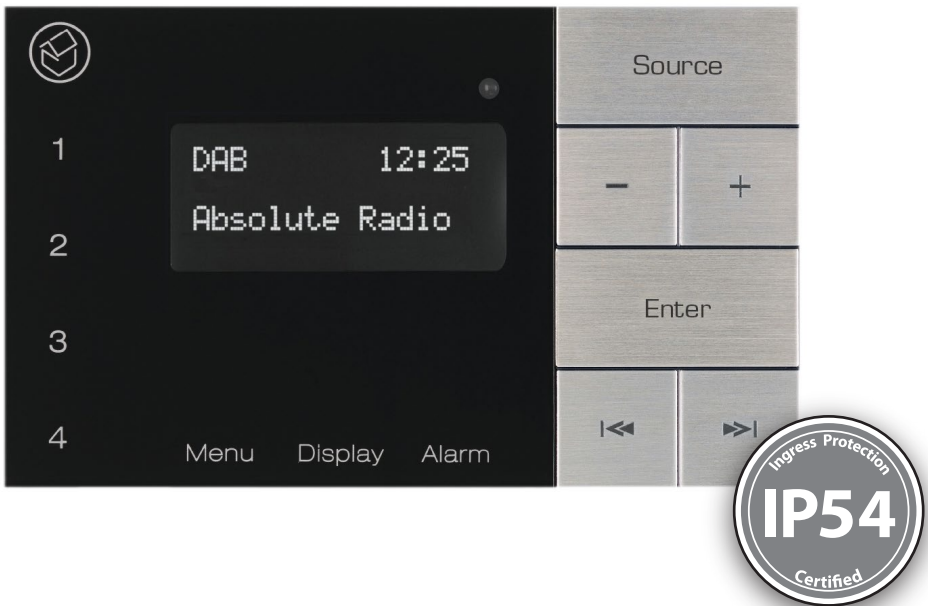 Source
1
DAB 12:25
− +
Absolute Radio
2
Enter
3
4
Menu Display Alarm
Ingress Protection
IP54
Certified